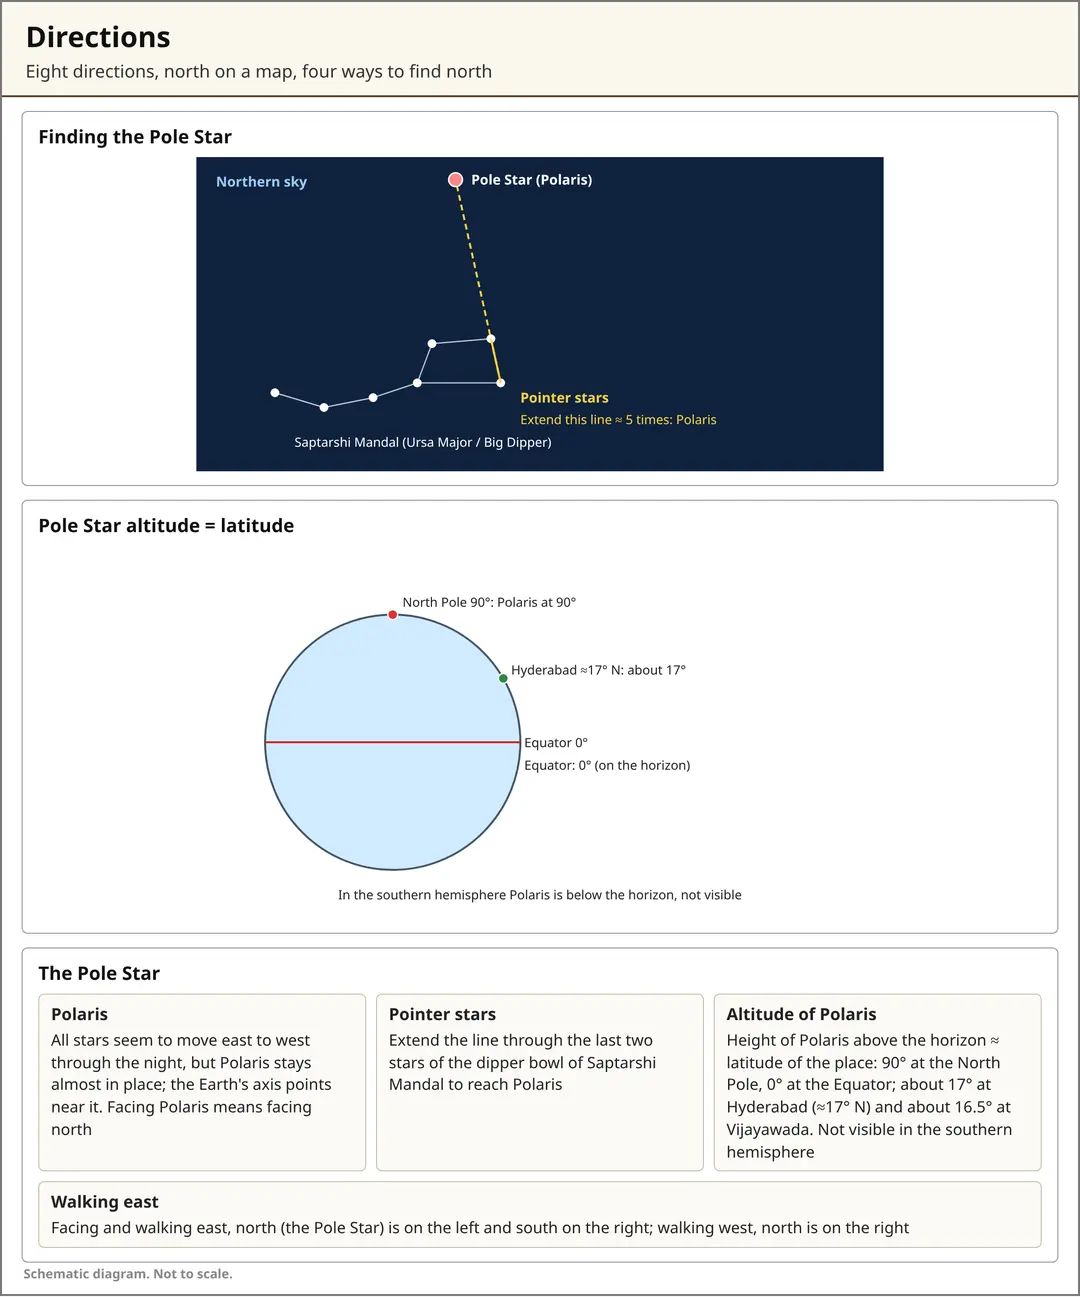 Directions
Eight directions, north on a map, four ways to find north
Finding the Pole Star
Northern sky
Pole Star (Polaris)
Pointer stars
Extend this line ≈ 5 times: Polaris
Saptarshi Mandal (Ursa Major / Big Dipper)
Pole Star altitude = latitude
North Pole 90°: Polaris at 90°
Hyderabad ≈17° N: about 17°
Equator 0°
Equator: 0° (on the horizon)
In the southern hemisphere Polaris is below the horizon, not visible
The Pole Star
Polaris
All stars seem to move east to west
through the night, but Polaris stays
almost in place; the Earth's axis points
near it. Facing Polaris means facing
north
Pointer stars
Extend the line through the last two
stars of the dipper bowl of Saptarshi
Mandal to reach Polaris
Altitude of Polaris
Height of Polaris above the horizon ≈
latitude of the place: 90° at the North
Pole, 0° at the Equator; about 17° at
Hyderabad (≈17° N) and about 16.5° at
Vijayawada. Not visible in the southern
hemisphere
Walking east
Facing and walking east, north (the Pole Star) is on the left and south on the right; walking west, north is on the right
Schematic diagram. Not to scale.